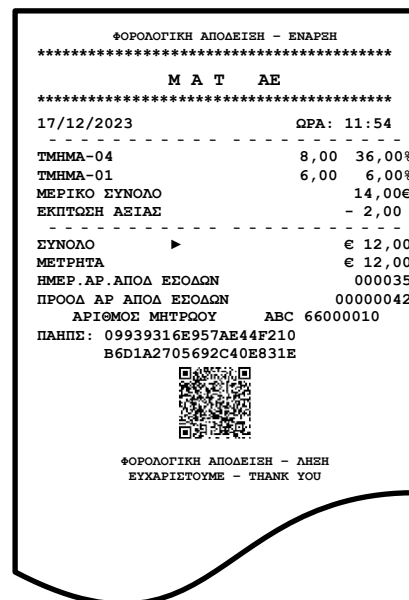 ΦΟΡΟΛΟΓΙΚΗ ΑΠΟΔΕΙΞΗ – ΕΝΑΡΞΗ
******************************************
Μ Α Τ ΑΕ
******************************************
17/12/2023 ΩΡΑ: 11:54
- - - - - - - - - - - - - - - - - - - - - -
ΤΜΗΜΑ-04 8,00 36,00%
ΤΜΗΜΑ-01 6,00 6,00%
ΜΕΡΙΚΟ ΣΥΝΟΛΟ 14,00€
ΕΚΠΤΩΣΗ ΑΞΙΑΣ - 2,00
- - - - - - - - - - - - - - - - - - - - - -
ΣΥΝΟΛΟ ► € 12,00
ΜΕΤΡΗΤΑ € 12,00
ΗΜΕΡ.ΑΡ.ΑΠΟΔ ΕΣΟΔΩΝ 000035
ΠΡΟΟΔ ΑΡ ΑΠΟΔ ΕΣΟΔΩΝ 00000042
ΑΡΙΘΜΟΣ ΜΗΤΡΩΟΥ ABC 66000010
ΠΑΗΠΣ: 09939316E957AE44F210
B6D1A2705692C40E831E
ΦΟΡΟΛΟΓΙΚΗ ΑΠΟΔΕΙΞΗ – ΛΗΞΗ
ΕΥΧΑΡΙΣΤΟΥΜΕ – THANK YOU